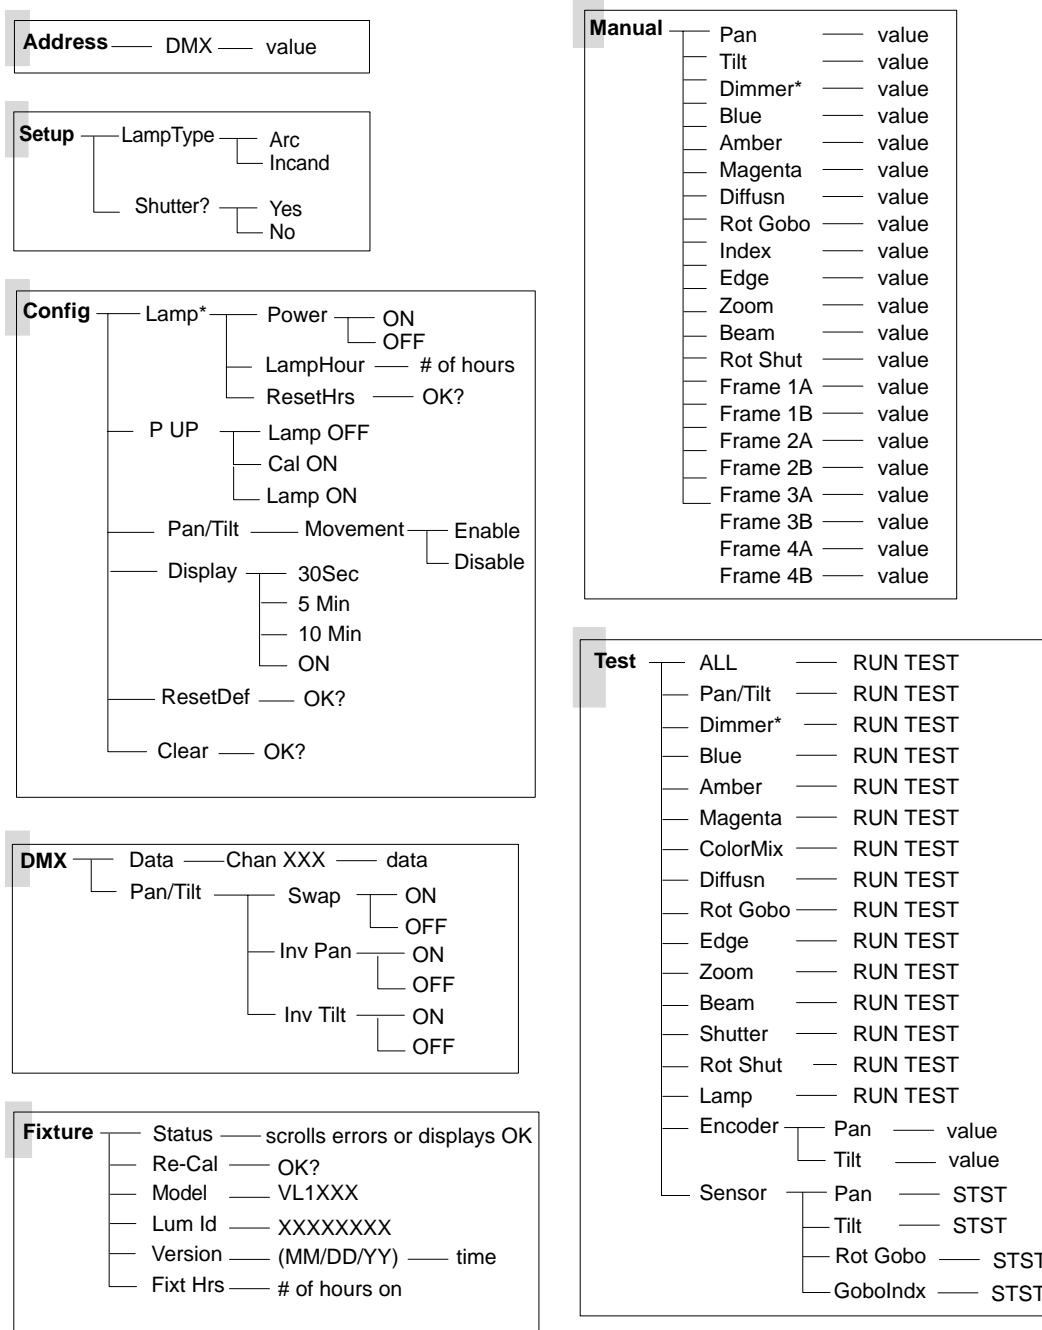 Address DMX value
Setup LampType Arc
Incand
Shutter? Yes
No
Config Lamp* Power ON
OFF
LampHour # of hours
ResetHrs OK?
P UP Lamp OFF
Cal ON
Lamp ON
Pan/Tilt Movement Enable
Disable
Display 30Sec
5 Min
10 Min
ON
ResetDef OK?
Clear OK?
DMX Data Chan XXX data
Pan/Tilt Swap ON
OFF
Inv Pan ON
OFF
Inv Tilt ON
OFF
Fixture Status scrolls errors or displays OK
Re-Cal OK?
Model VL1XXX
Lum Id XXXXXXXX
Version (MM/DD/YY) time
Fixt Hrs # of hours on
Manual Pan value
Tilt value
Dimmer* value
Blue value
Amber value
Magenta value
Diffusn value
Rot Gobo value
Index value
Edge value
Zoom value
Beam value
Rot Shut value
Frame 1A value
Frame 1B value
Frame 2A value
Frame 2B value
Frame 3A value
Frame 3B value
Frame 4A value
Frame 4B value
Test ALL RUN TEST
Pan/Tilt RUN TEST
Dimmer* RUN TEST
Blue RUN TEST
Amber RUN TEST
Magenta RUN TEST
ColorMix RUN TEST
Diffusn RUN TEST
Rot Gobo RUN TEST
Edge RUN TEST
Zoom RUN TEST
Beam RUN TEST
Shutter RUN TEST
Rot Shut RUN TEST
Lamp RUN TEST
Encoder Pan value
Tilt value
Sensor Pan STST
Tilt STST
Rot Gobo STST
GoboIndx STST